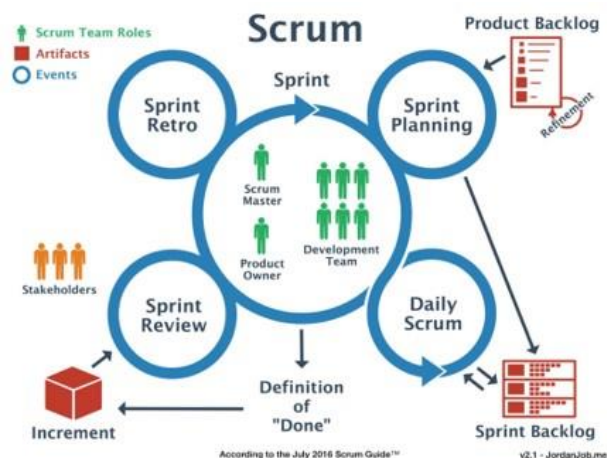 Scrum
Scrum Team Roles
Artifacts
Events
Product Backlog
Refinement
Sprint
Sprint
Retro
Sprint
Planning
Scrum
Master
Product
Owner
Development
Team
Stakeholders
Sprint
Review
Daily
Scrum
Increment
Definition
of
"Done"
Sprint Backlog
According to the July 2016 Scrum Guide™
v2.1 - JordanJob.me